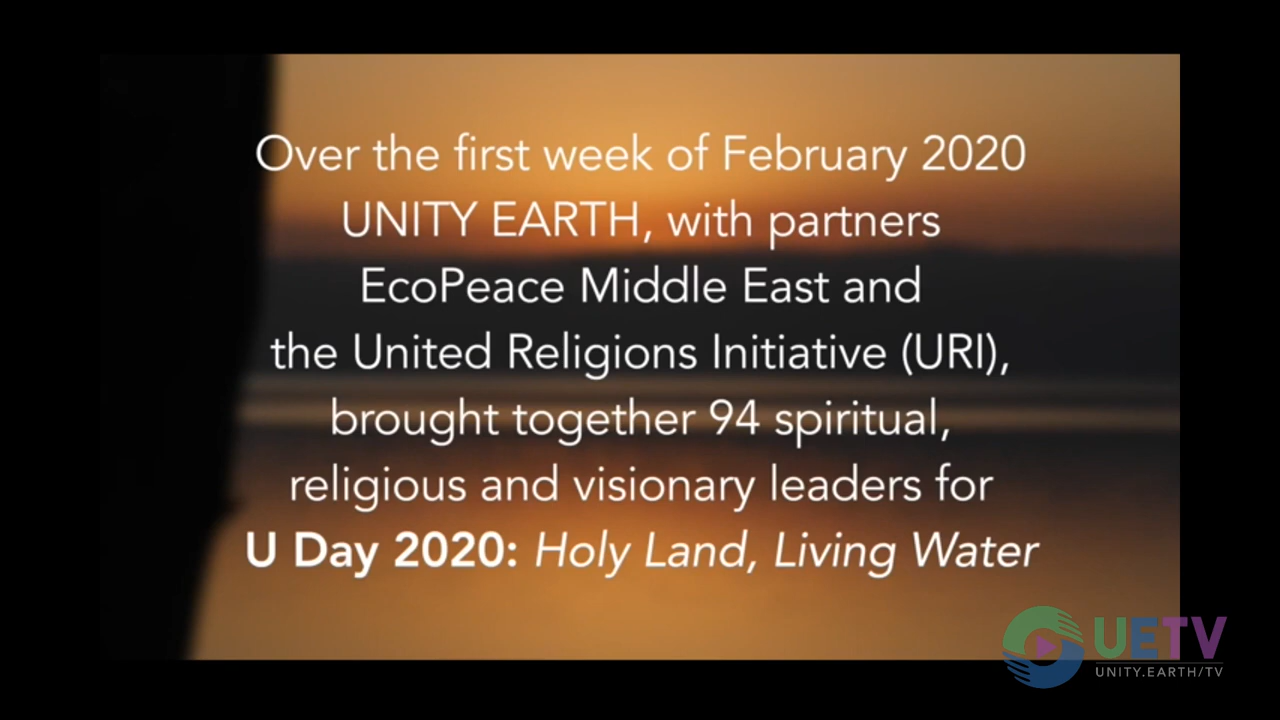 Over the first week of February 2020
UNITY EARTH, with partners
EcoPeace Middle East and
the United Religions Initiative (URI),
brought together 94 spiritual,
religious and visionary leaders for
U Day 2020: Holy Land, Living Water
UETV
UNITY.EARTH/TV